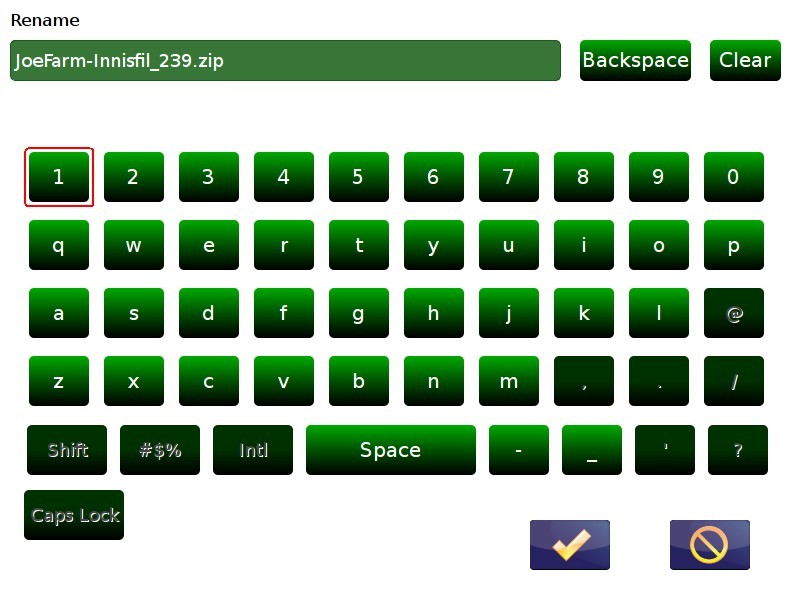 Rename
JoeFarm-Innisfil_239.zip Backspace Clear
1 2 3 4 5 6 7 8 9 0
q w e r t y u i o p
a s d f g h j k l @
z x c v b n m , . /
Shift #$% Intl Space - _ ' ?
Caps Lock